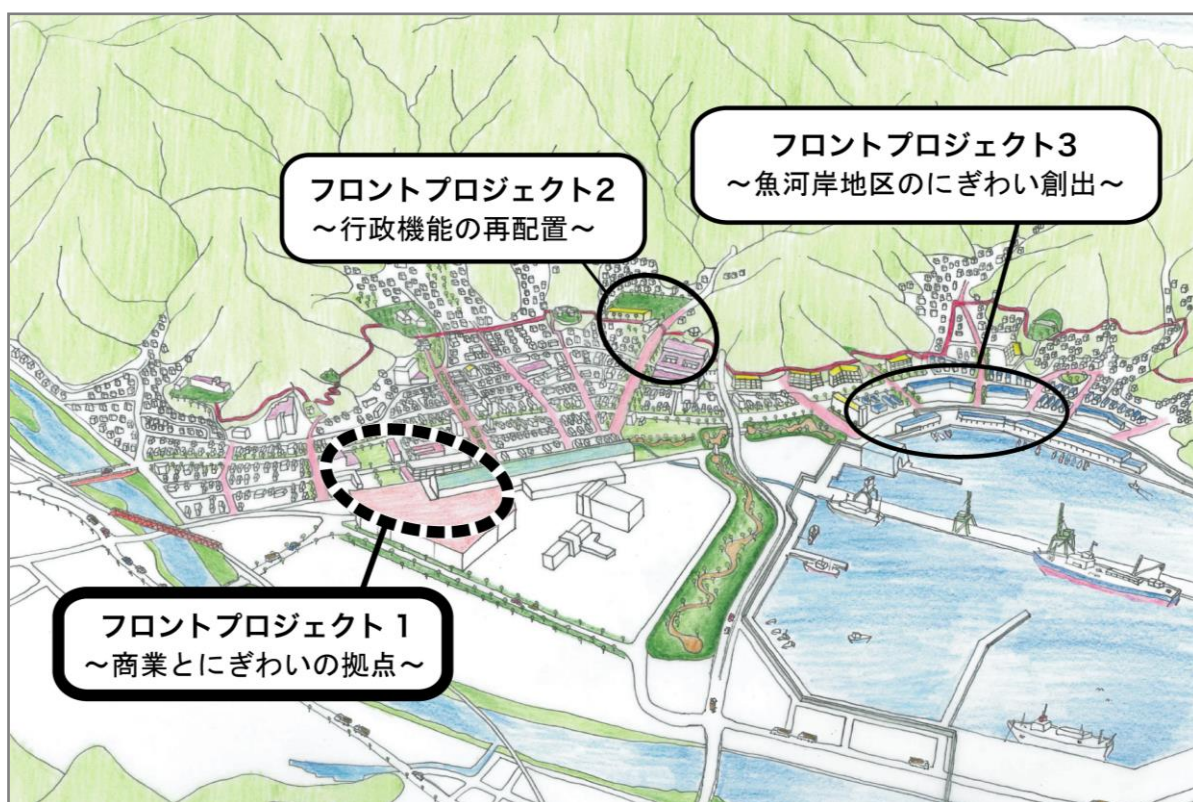 フロントプロジェクト3
～魚河岸地区のにぎわい創出～
フロントプロジェクト2
～行政機能の再配置～
フロントプロジェクト 1
～商業とにぎわいの拠点～